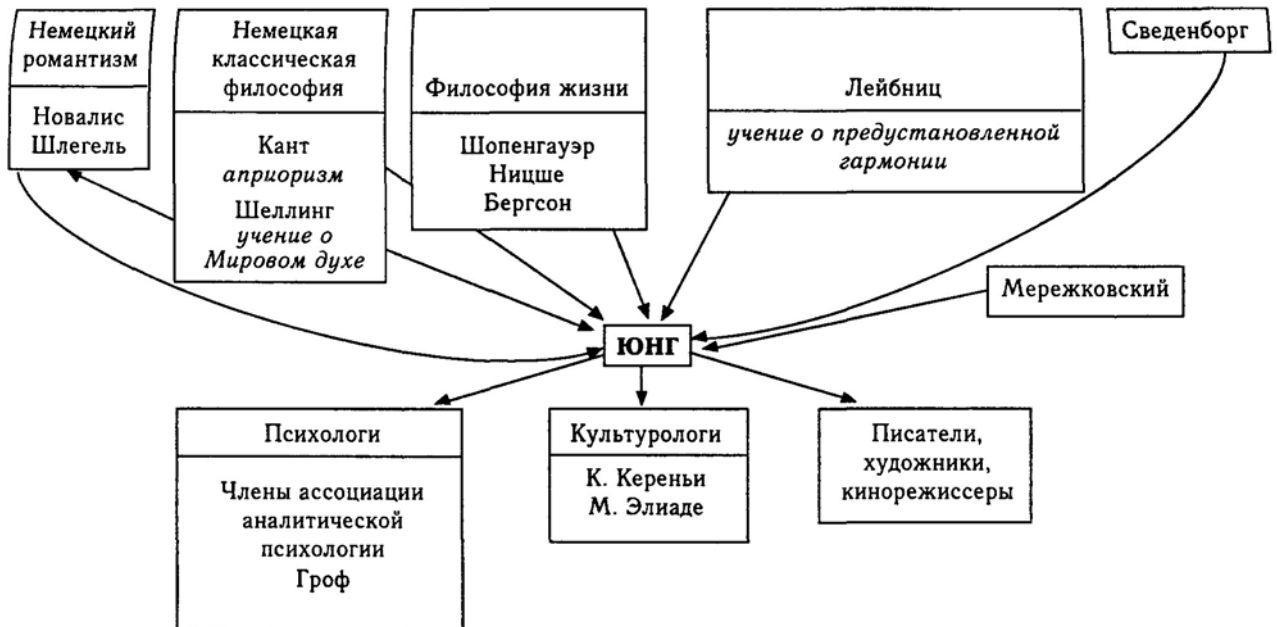 Немецкий
романтизм
Новалис
Шлегель
Немецкая
классическая
философия
Кант
априоризм
Шеллинг
учение о
Мировом духе
Философия жизни
Шопенгауэр
Ницше
Бергсон
Лейбниц
учение о предустановленной
гармонии
Сведенборг
Мережковский
ЮНГ
Психологи
Члены ассоциации
аналитической
психологии
Гроф
Культурологи
К. Кереньи
М. Элиаде
Писатели,
художники,
кинорежиссеры